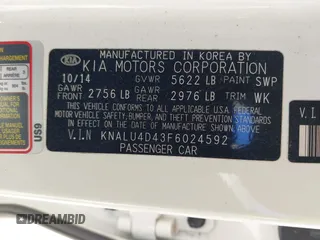 MANUFACTURED IN KOREA BY
KIA KIA MOTORS CORPORATION
10/14 GVWR 5622 LB PAINT SWP
GAWR FRONT 2756 LB GAWR REAR 2976 LB TRIM WK
THIS VEHICLE CONFORMS TO ALL APPLICABLE FEDERAL
MOTOR VEHICLE SAFETY, BUMPER, AND THEFT
PREVENTION STANDARDS IN EFFECT ON THE DATE OF
MANUFACTURE SHOWN ABOVE.
V.I.N KNALU4D43F6024592
PASSENGER CAR
US9
V.I.
DREAMBID